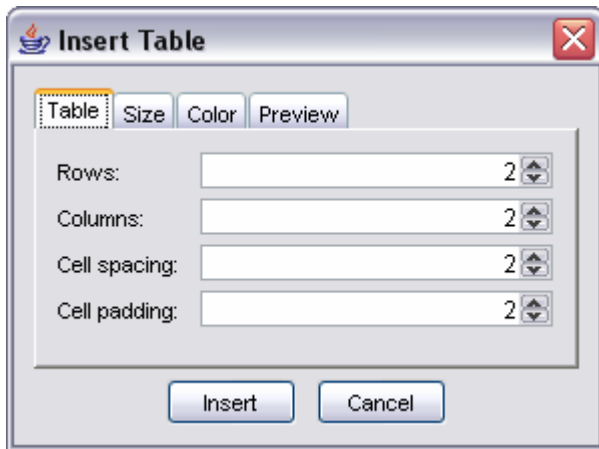 Insert Table
Table Size Color Preview
Rows: 2
Columns: 2
Cell spacing: 2
Cell padding: 2
Insert Cancel